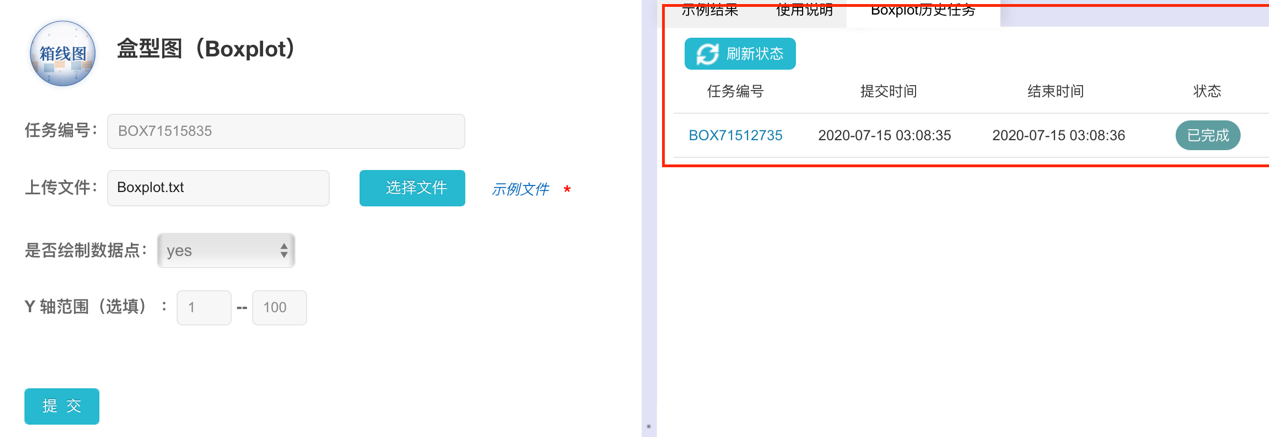 箱线图
盒型图（Boxplot）
任务编号： BOX71515835
上传文件： Boxplot.txt 选择文件 示例文件 *
是否绘制数据点： yes
Y 轴范围（选填）： 1 -- 100
提 交
示例结果 使用说明 Boxplot历史任务
刷新状态
任务编号 提交时间 结束时间 状态
BOX71512735 2020-07-15 03:08:35 2020-07-15 03:08:36 已完成